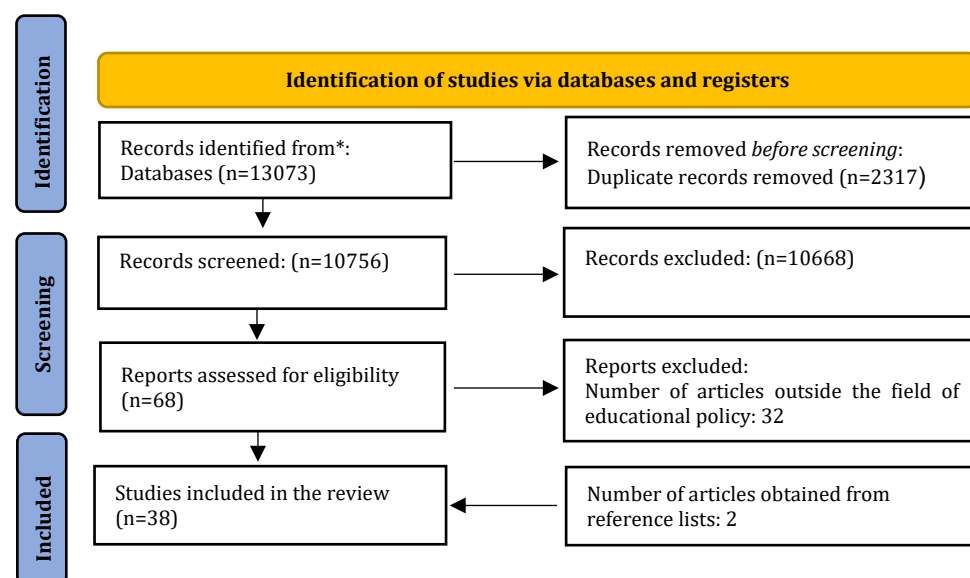 Identification
Identification of studies via databases and registers
Records identified from*:
Databases (n=13073)
Records removed before screening:
Duplicate records removed (n=2317)
Screening
Records screened: (n=10756)
Records excluded: (n=10668)
Reports assessed for eligibility
(n=68)
Reports excluded:
Number of articles outside the field of
educational policy: 32
Included
Studies included in the review
(n=38)
Number of articles obtained from
reference lists: 2